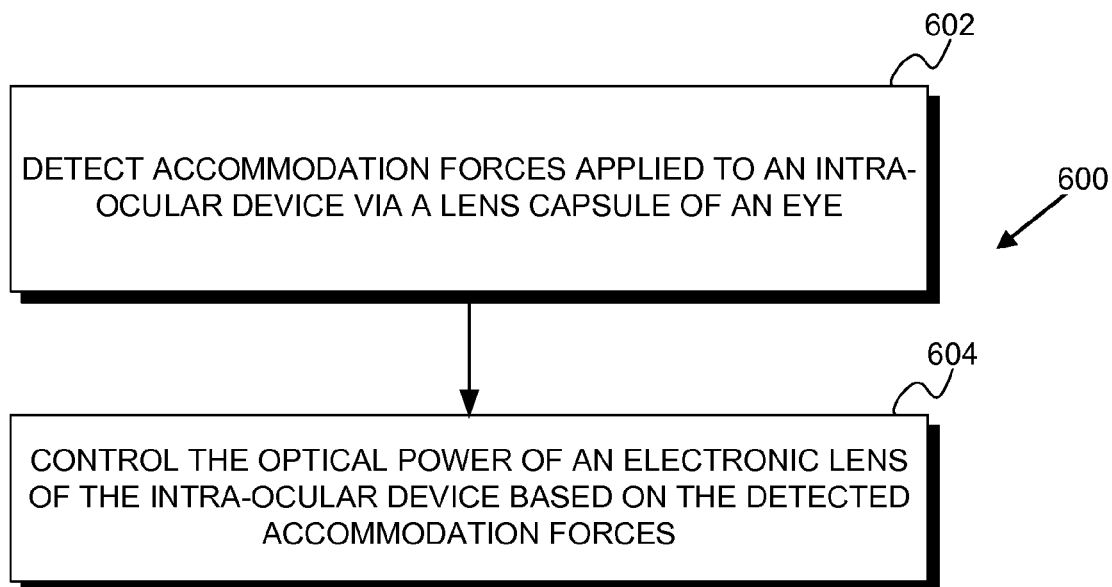 602
DETECT ACCOMMODATION FORCES APPLIED TO AN INTRA-
OCULAR DEVICE VIA A LENS CAPSULE OF AN EYE
600
604
CONTROL THE OPTICAL POWER OF AN ELECTRONIC LENS
OF THE INTRA-OCULAR DEVICE BASED ON THE DETECTED
ACCOMMODATION FORCES